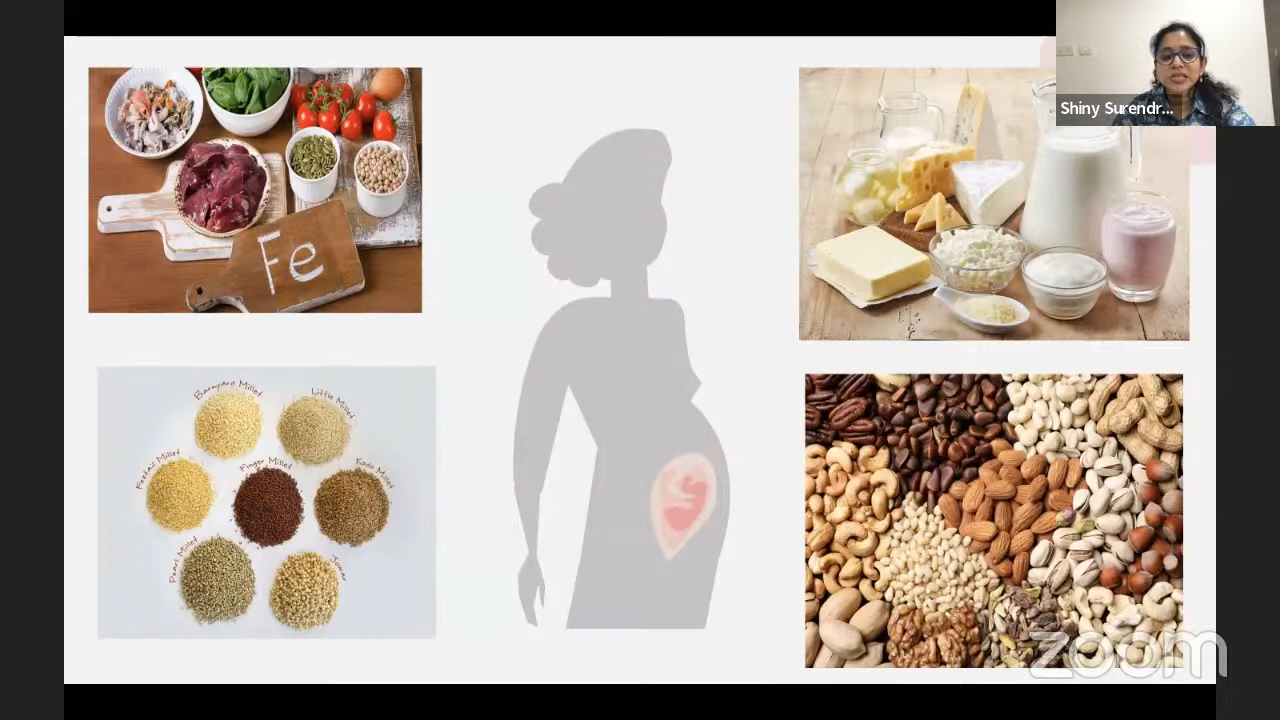 Shiny Surendr...
Fe
Barnyard Millet
Little Millet
Foxtail Millet
Finger Millet
Kodo Millet
Pearl Millet
Jowar
zoom